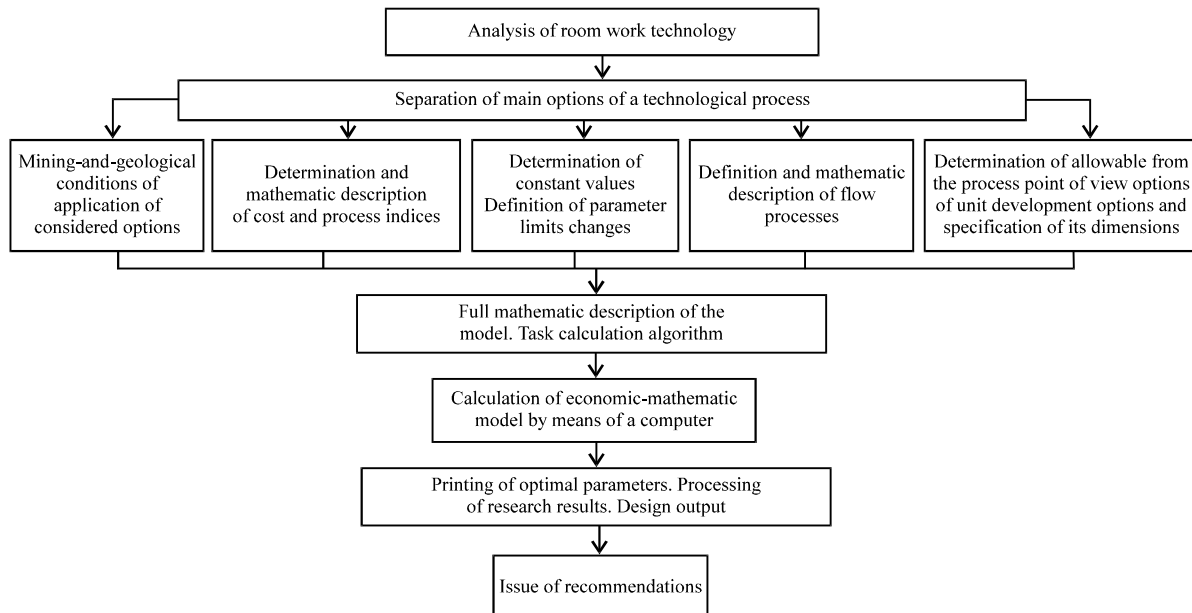 Analysis of room work technology
Separation of main options of a technological process
Mining-and-geological
conditions of
application of
considered options
Determination and
mathematic description
of cost and process indices
Determination of
constant values
Definition of parameter
limits changes
Definition and mathematic
description of flow
processes
Determination of allowable from
the process point of view options
of unit development options and
specification of its dimensions
Full mathematic description of the
model. Task calculation algorithm
Calculation of economic-mathematic
model by means of a computer
Printing of optimal parameters. Processing
of research results. Design output
Issue of recommendations